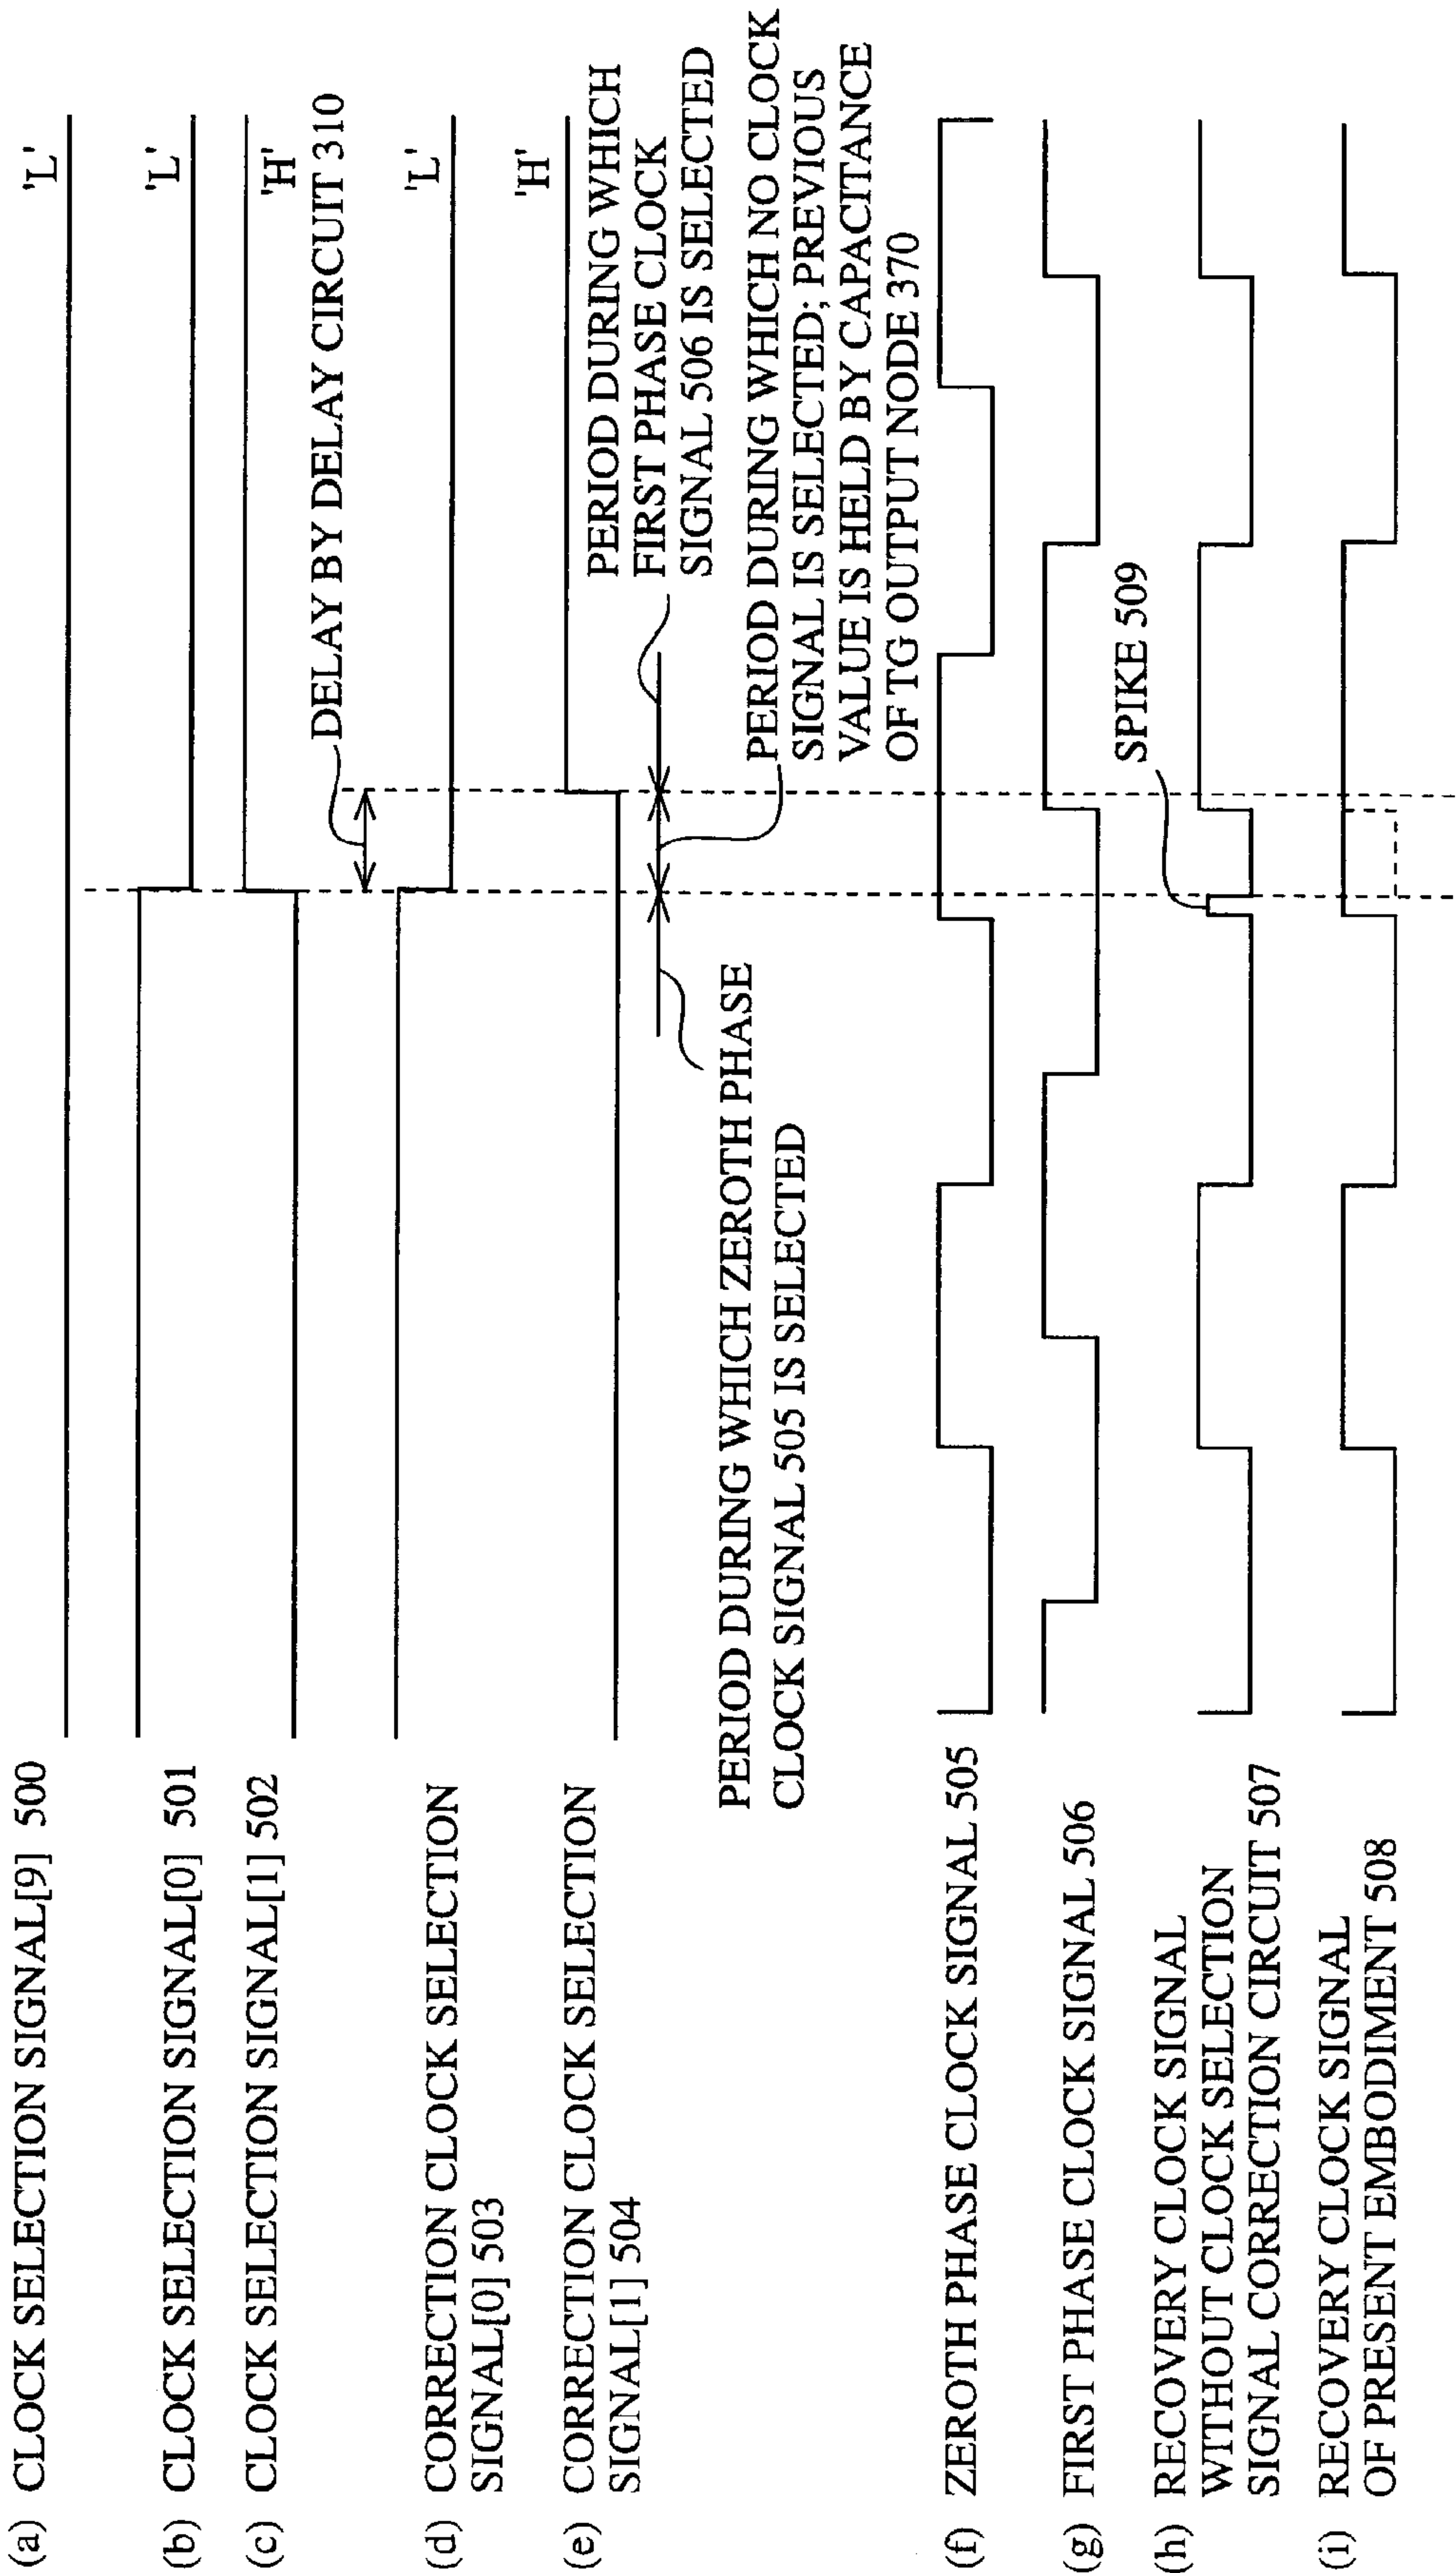 (a) CLOCK SELECTION SIGNAL[9] 500
'L'
(b) CLOCK SELECTION SIGNAL[0] 501
'L'
(c) CLOCK SELECTION SIGNAL[1] 502
'H'
DELAY BY DELAY CIRCUIT 310
(d) CORRECTION CLOCK SELECTION
SIGNAL[0] 503
'L'
(e) CORRECTION CLOCK SELECTION
SIGNAL[1] 504
'H'
PERIOD DURING WHICH
FIRST PHASE CLOCK
SIGNAL 506 IS SELECTED
PERIOD DURING WHICH NO CLOCK
SIGNAL IS SELECTED; PREVIOUS
VALUE IS HELD BY CAPACITANCE
OF TG OUTPUT NODE 370
PERIOD DURING WHICH ZEROTH PHASE
CLOCK SIGNAL 505 IS SELECTED
(f) ZEROTH PHASE CLOCK SIGNAL 505
(g) FIRST PHASE CLOCK SIGNAL 506
SPIKE 509
(h) RECOVERY CLOCK SIGNAL
WITHOUT CLOCK SELECTION
SIGNAL CORRECTION CIRCUIT 507
(i) RECOVERY CLOCK SIGNAL
OF PRESENT EMBODIMENT 508